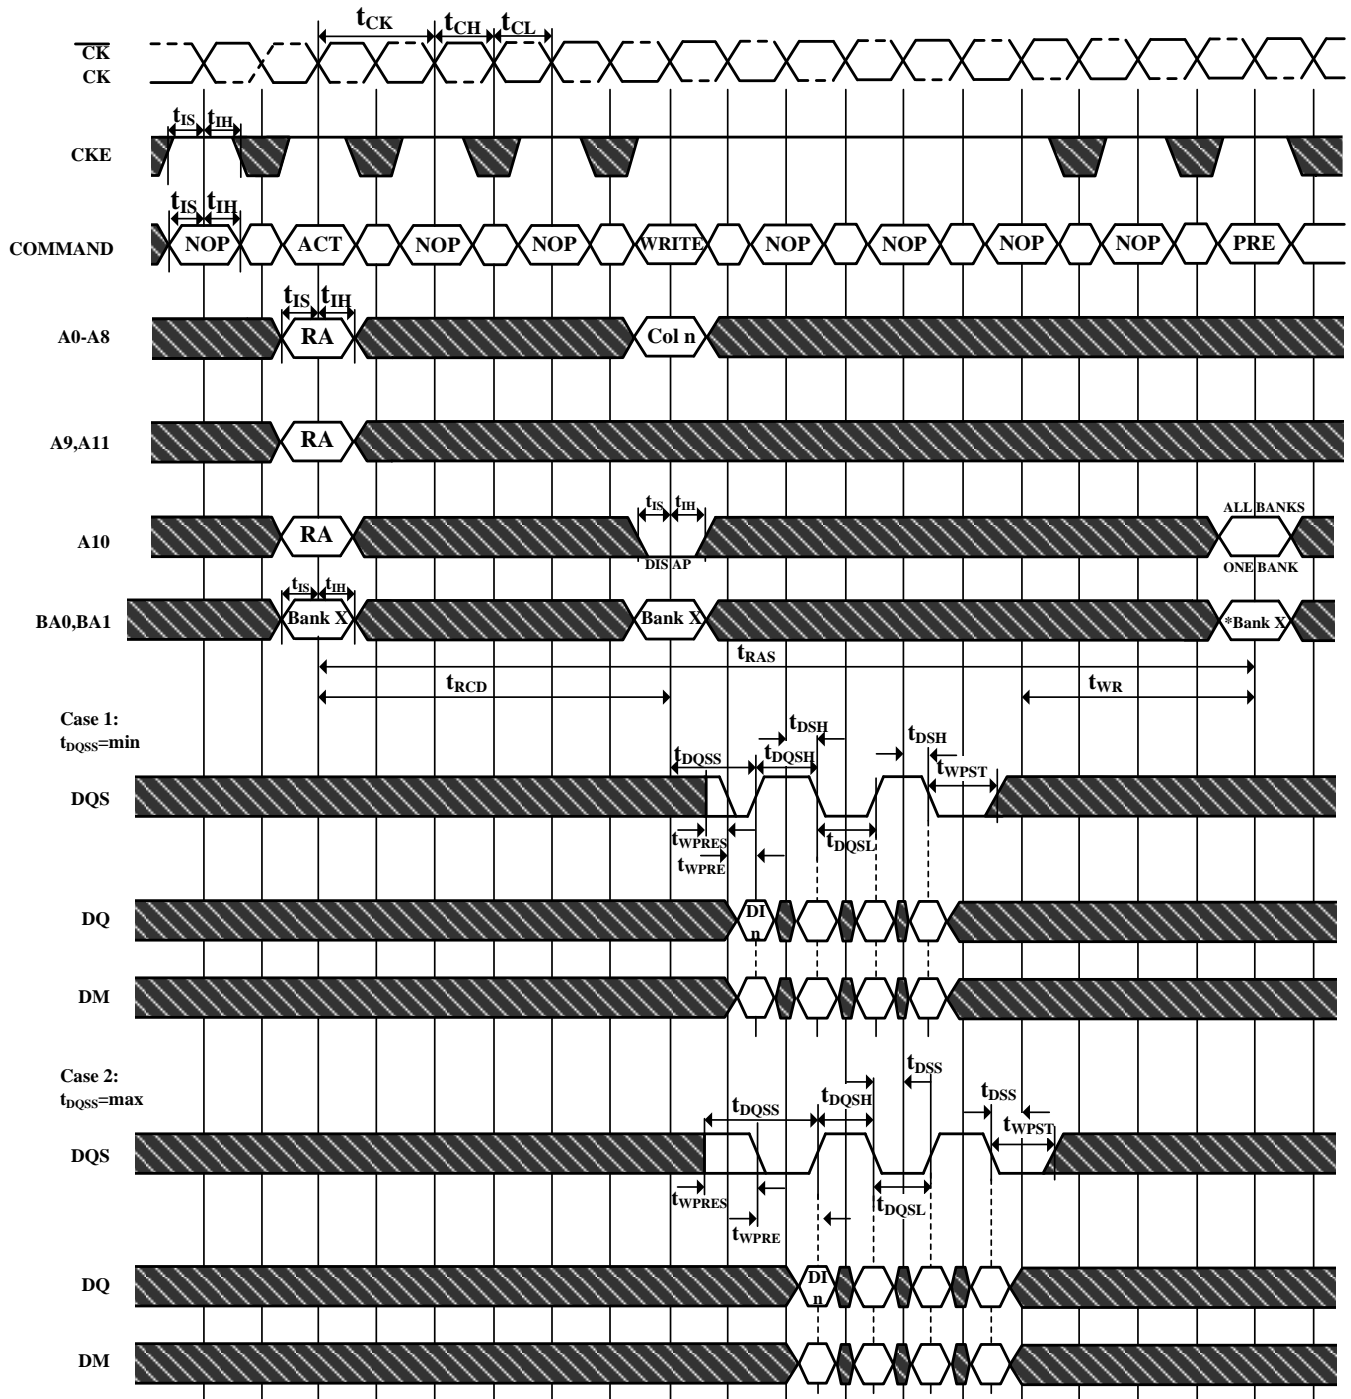 tCK tCH tCL
CK
CK
tIS tIH
CKE
tIS tIH
COMMAND NOP ACT NOP NOP WRITE NOP NOP NOP NOP PRE
tIS tIH
A0-A8 RA Col n
A9,A11 RA
tIS tIH
ALL BANKS
A10 RA
DIS AP
ONE BANK
tIS tIH
BA0,BA1 Bank X Bank X *Bank X
tRAS
tRCD tWR
Case 1:
tDQSS=min
tDSH tDSH
tDQSS tDQSH tWPST
DQS
tWPRES tDQSL
tWPRE
DQ DI
n
DM
Case 2:
tDQSS=max
tDSS tDSS
tDQSS tDQSH tWPST
DQS
tWPRES tDQSL
tWPRE
DQ DI
n
DM